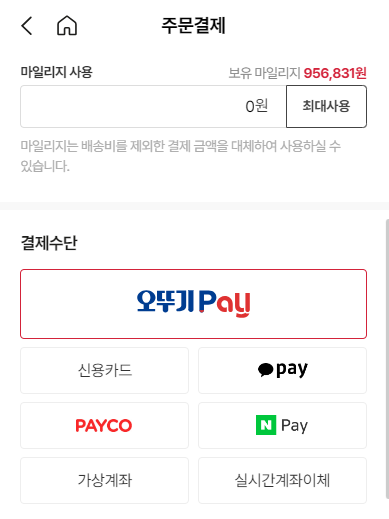 주문결제
마일리지 사용
보유 마일리지 956,831원
0원
최대사용
마일리지는 배송비를 제외한 결제 금액을 대체하여 사용하실 수
있습니다.
결제수단
오뚜기 Pay
신용카드
pay
PAYCO
N Pay
가상계좌
실시간계좌이체